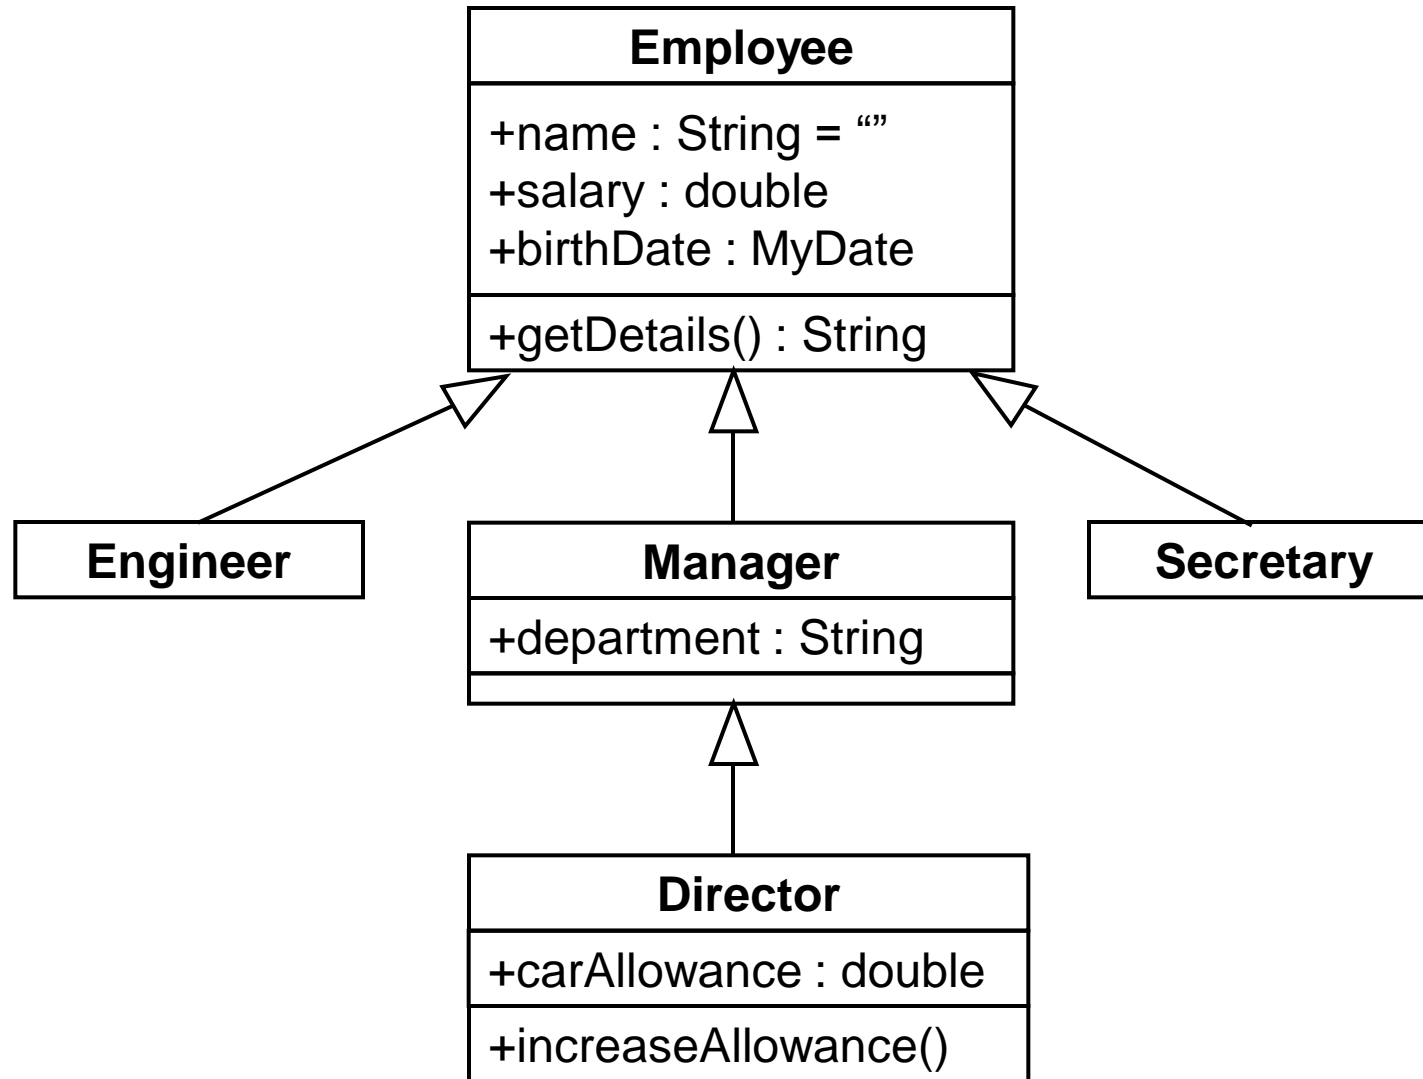 Employee
+name : String = “”
+salary : double
+birthDate : MyDate
+getDetails() : String
Engineer
Manager
Secretary
+department : String
Director
+carAllowance : double
+increaseAllowance()